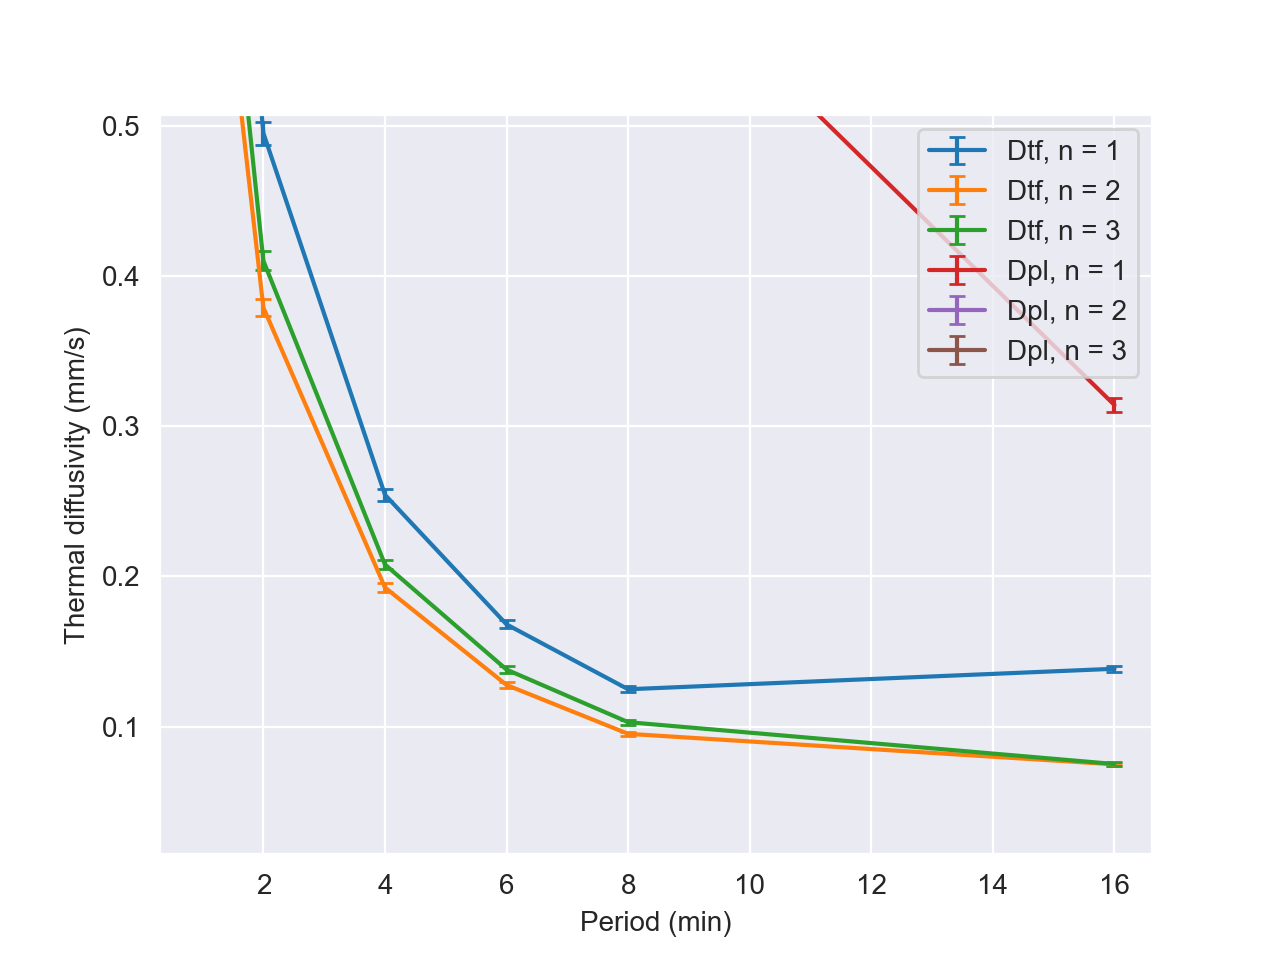 0.5
0.4
0.3
0.2
0.1
Thermal diffusivity (mm/s)
2 4 6 8 10 12 14 16
Period (min)
Dtf, n = 1
Dtf, n = 2
Dtf, n = 3
Dpl, n = 1
Dpl, n = 2
Dpl, n = 3